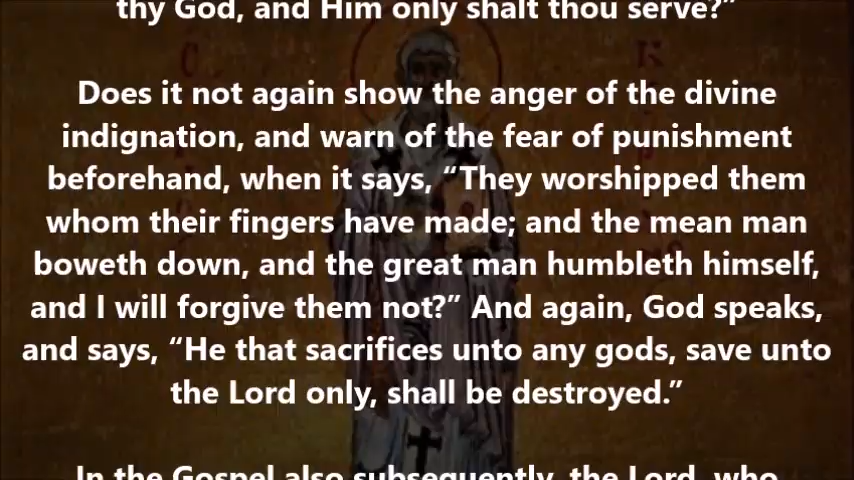 thy God, and Him only shalt thou serve?”
Does it not again show the anger of the divine
indignation, and warn of the fear of punishment
beforehand, when it says, “They worshipped them
whom their fingers have made; and the mean man
boweth down, and the great man humbleth himself,
and I will forgive them not?” And again, God speaks,
and says, “He that sacrifices unto any gods, save unto
the Lord only, shall be destroyed.”
In the Gospel also subsequently, the Lord, who